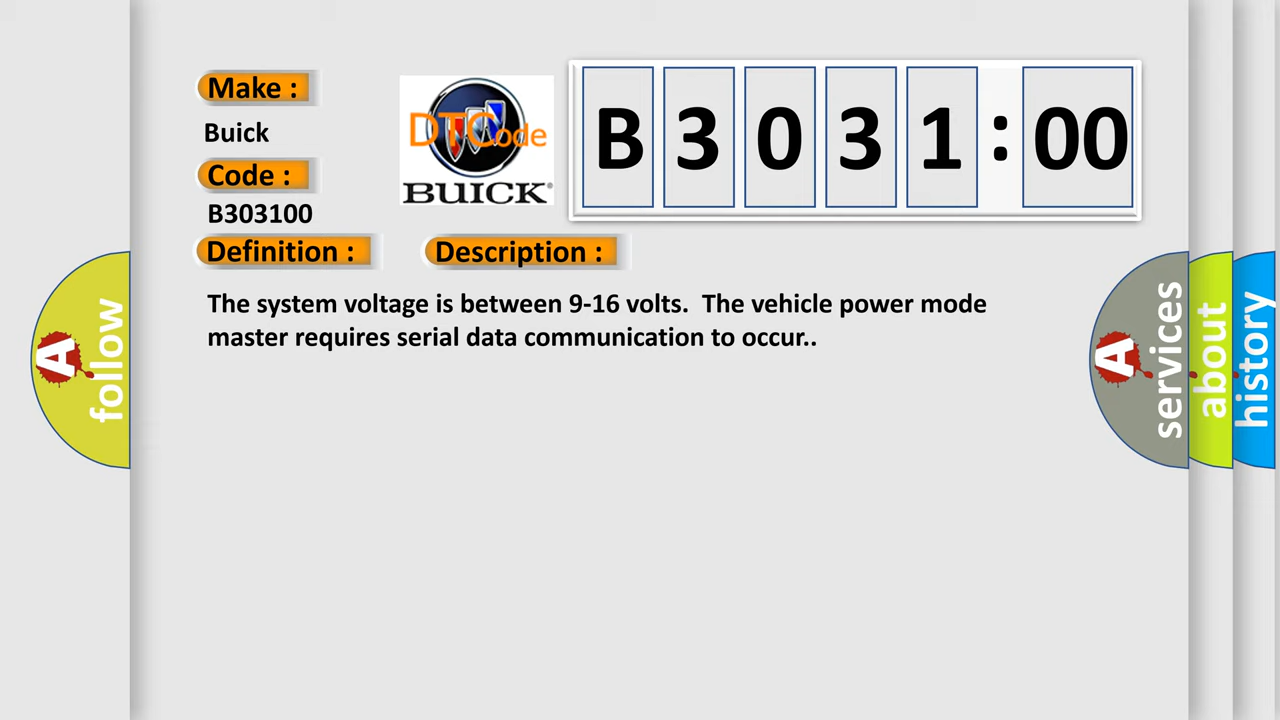 Make :
Buick
Code :
B303100
DTCode
BUICK®
B 3 0 3 1 : 00
Definition :
Description :
The system voltage is between 9-16 volts  The vehicle power mode
master requires serial data communication to occur..
A
follow
A
services
about
history